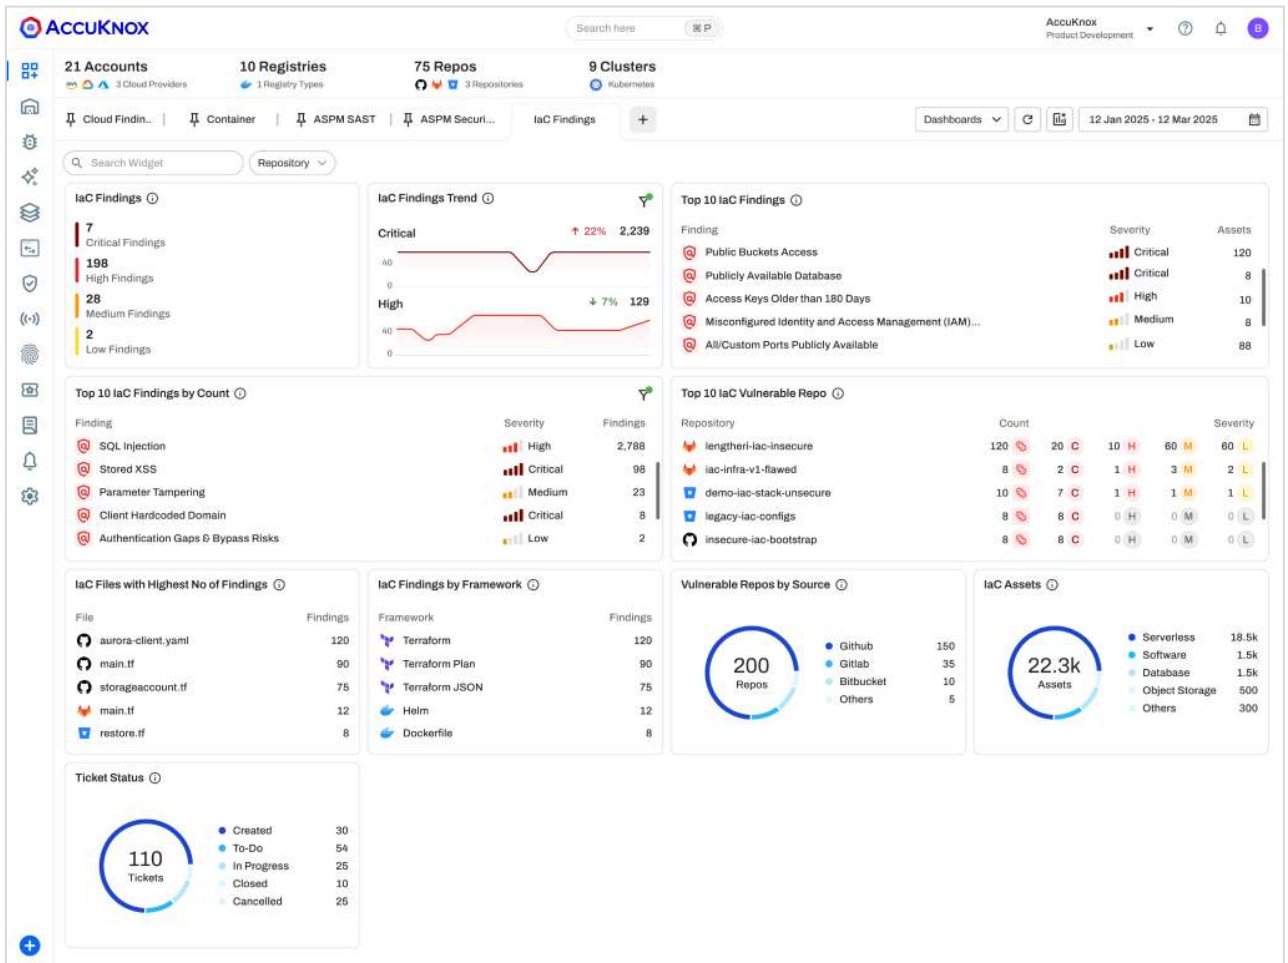 ACCUKNOX
Search here
⌘ P
AccuKnox
Product Development
B
21 Accounts
3 Cloud Providers
10 Registries
1 Registry Types
75 Repos
3 Repositories
9 Clusters
Kubernetes
Cloud Findin..
Container
ASPM SAST
ASPM Securi...
IaC Findings
+
Dashboards
12 Jan 2025 - 12 Mar 2025
Search Widget
Repository
IaC Findings
7
Critical Findings
198
High Findings
28
Medium Findings
2
Low Findings
IaC Findings Trend
Critical ↑ 22% 2,239
40
0
High ↓ 7% 129
40
0
Top 10 IaC Findings
Finding Severity Assets
Public Buckets Access Critical 120
Publicly Available Database Critical 8
Access Keys Older than 180 Days High 10
Misconfigured Identity and Access Management (IAM)... Medium 8
All/Custom Ports Publicly Available Low 88
Top 10 IaC Findings by Count
Finding Severity Findings
SQL Injection High 2,788
Stored XSS Critical 98
Parameter Tampering Medium 23
Client Hardcoded Domain Critical 8
Authentication Gaps & Bypass Risks Low 2
Top 10 IaC Vulnerable Repo
Repository Count Severity
lengtheri-iac-insecure 120 20 C 10 H 60 M 60 L
iac-infra-v1-flawed 8 2 C 1 H 3 M 2 L
demo-iac-stack-unsecure 10 7 C 1 H 1 M 1 L
legacy-iac-configs 8 8 C 0 H 0 M 0 L
insecure-iac-bootstrap 8 8 C 0 H 0 M 0 L
IaC Files with Highest No of Findings
File Findings
aurora-client.yaml 120
main.tf 90
storageaccount.tf 75
main.tf 12
restore.tf 8
IaC Findings by Framework
Framework Findings
Terraform 120
Terraform Plan 90
Terraform JSON 75
Helm 12
Dockerfile 8
Vulnerable Repos by Source
200
Repos
Github 150
Gitlab 35
Bitbucket 10
Others 5
IaC Assets
22.3k
Assets
Serverless 18.5k
Software 1.5k
Database 1.5k
Object Storage 500
Others 300
Ticket Status
110
Tickets
Created 30
To-Do 54
In Progress 25
Closed 10
Cancelled 25